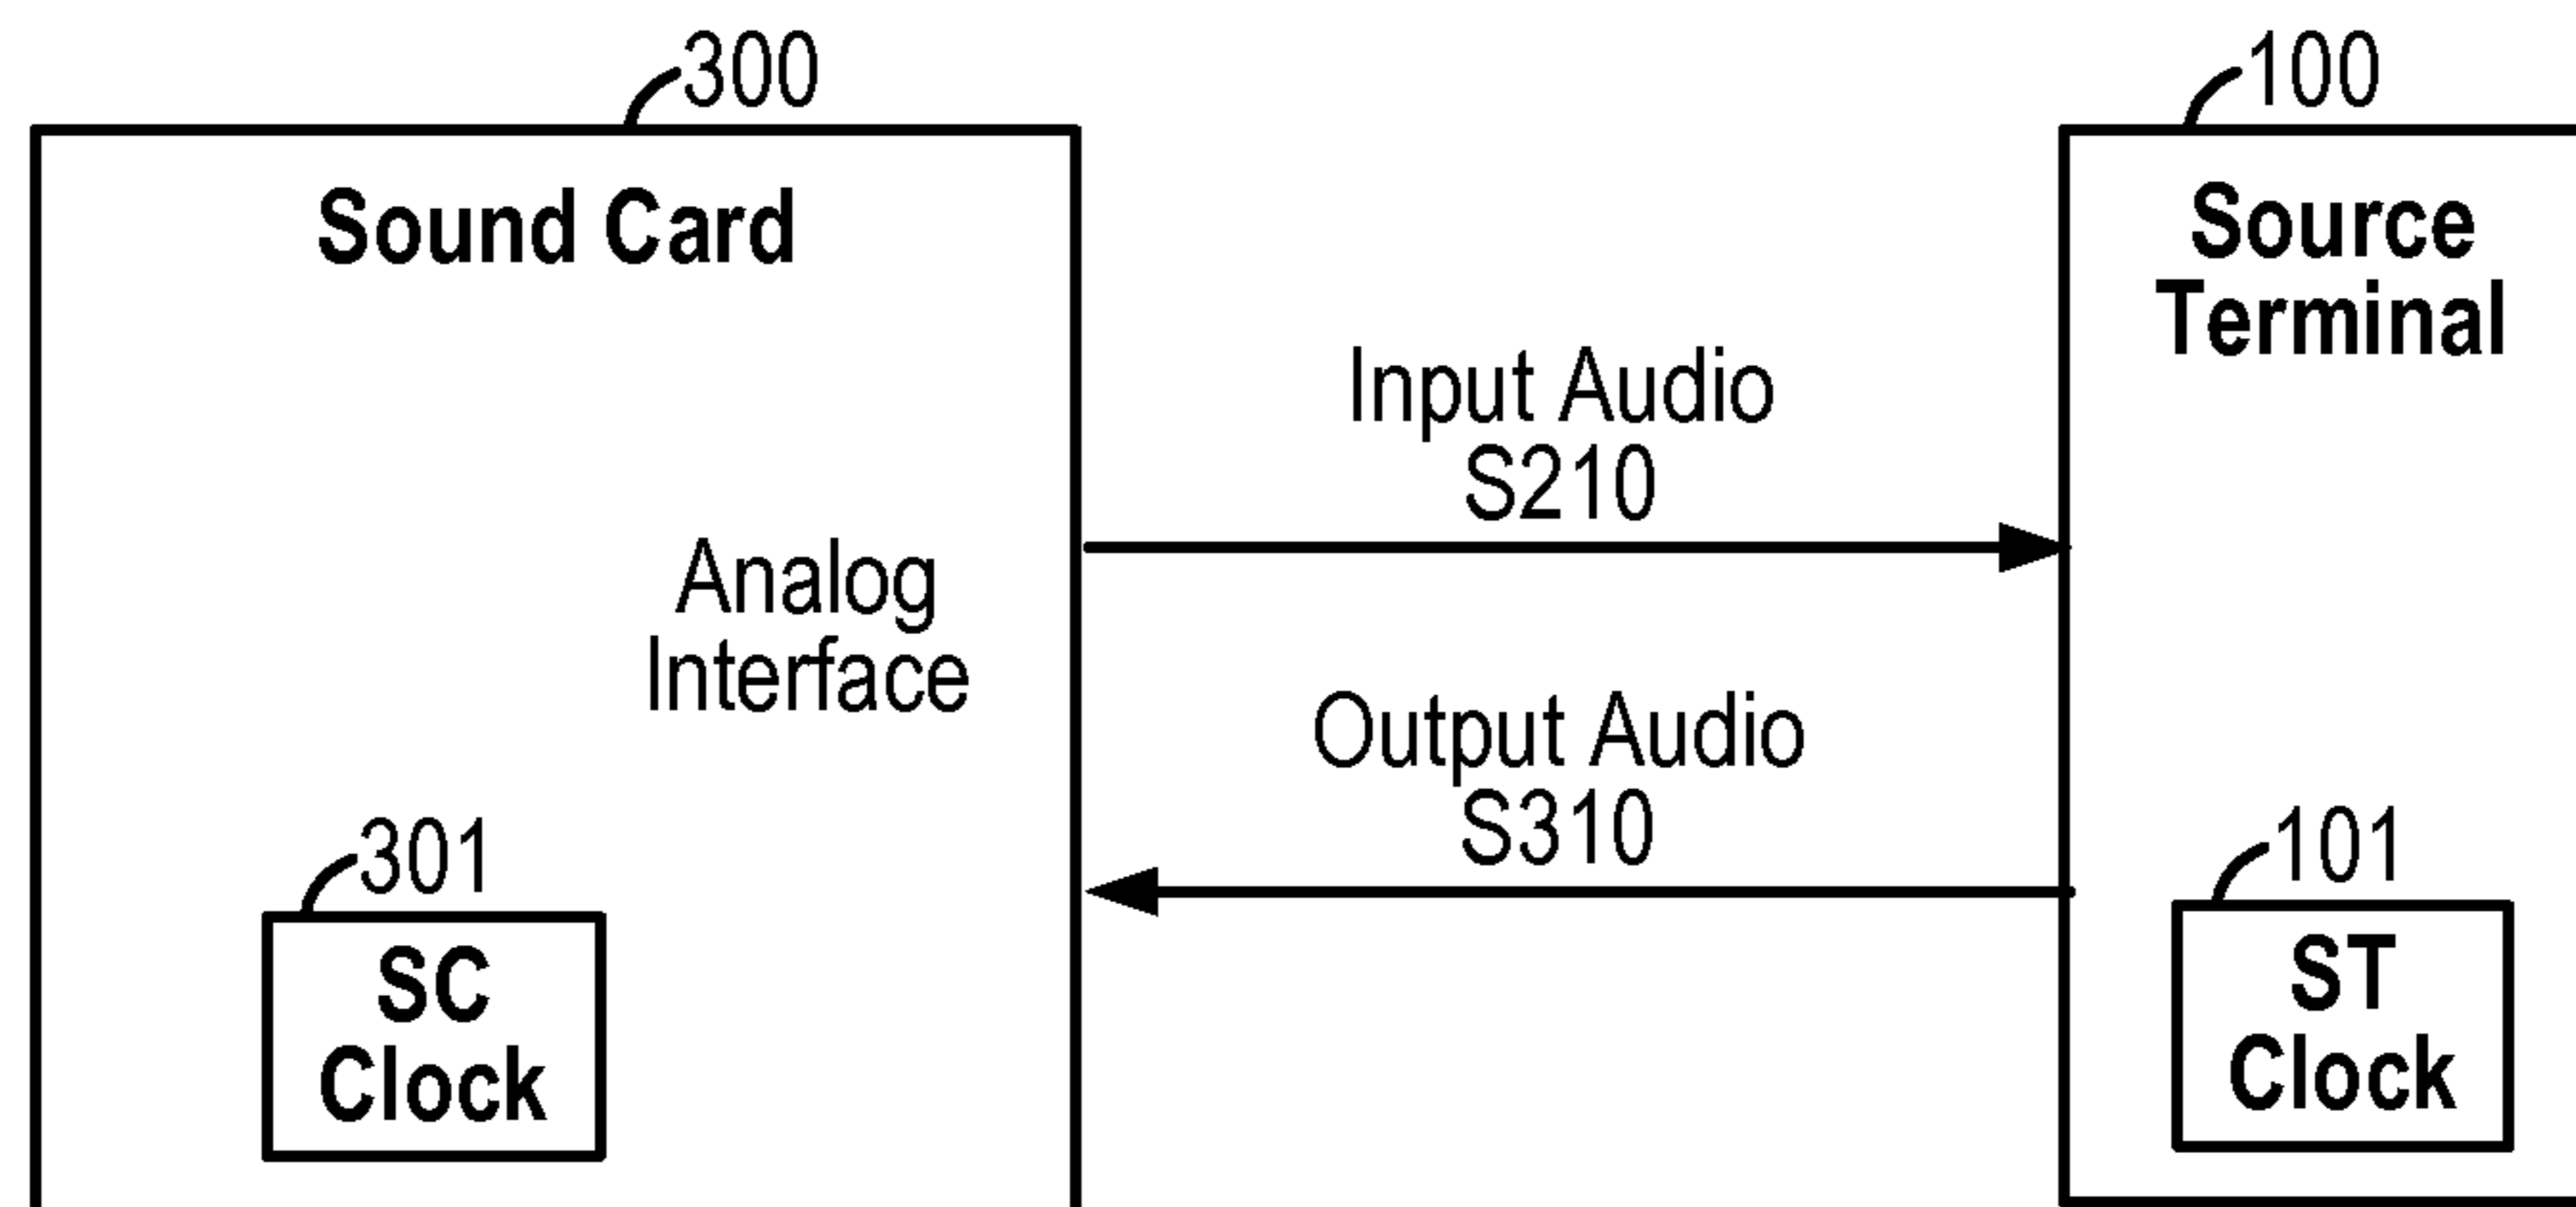 300
Sound Card
Analog
Interface
301
SC
Clock
Input Audio
S210
Output Audio
S310
100
Source
Terminal
101
ST
Clock